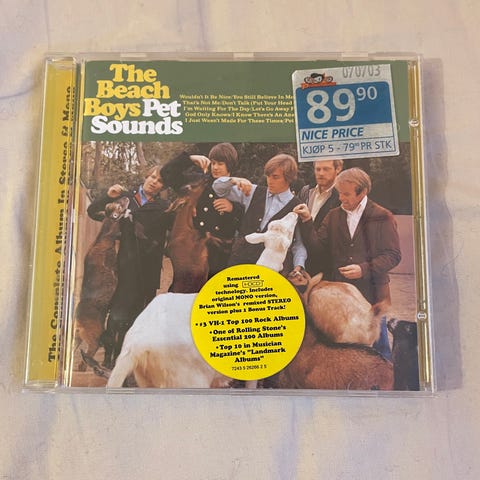 The Complete Album In Stereo & Mono
The
Beach
Boys Pet
Sounds
Wouldn't It Be Nice/You Still Believe In Me
That's Not Me/Don't Talk (Put Your Head
I'm Waiting For The Day/Let's Go Away F
God Only Knows/I Know There's An Ans
I Just Wasn't Made For These Times/Pet
070703
89 90
NICE PRICE
KJØP 5 - 79 PR STK
Remastered
using HDCD
technology. Includes
original MONO version,
Brian Wilson's remixed STEREO
version plus 1 Bonus Track!
• #3 VH-1 Top 100 Rock Albums
• One of Rolling Stone's
Essential 200 Albums
• Top 10 in Musician
Magazine's "Landmark
Albums"
7243 5 26266 2 5